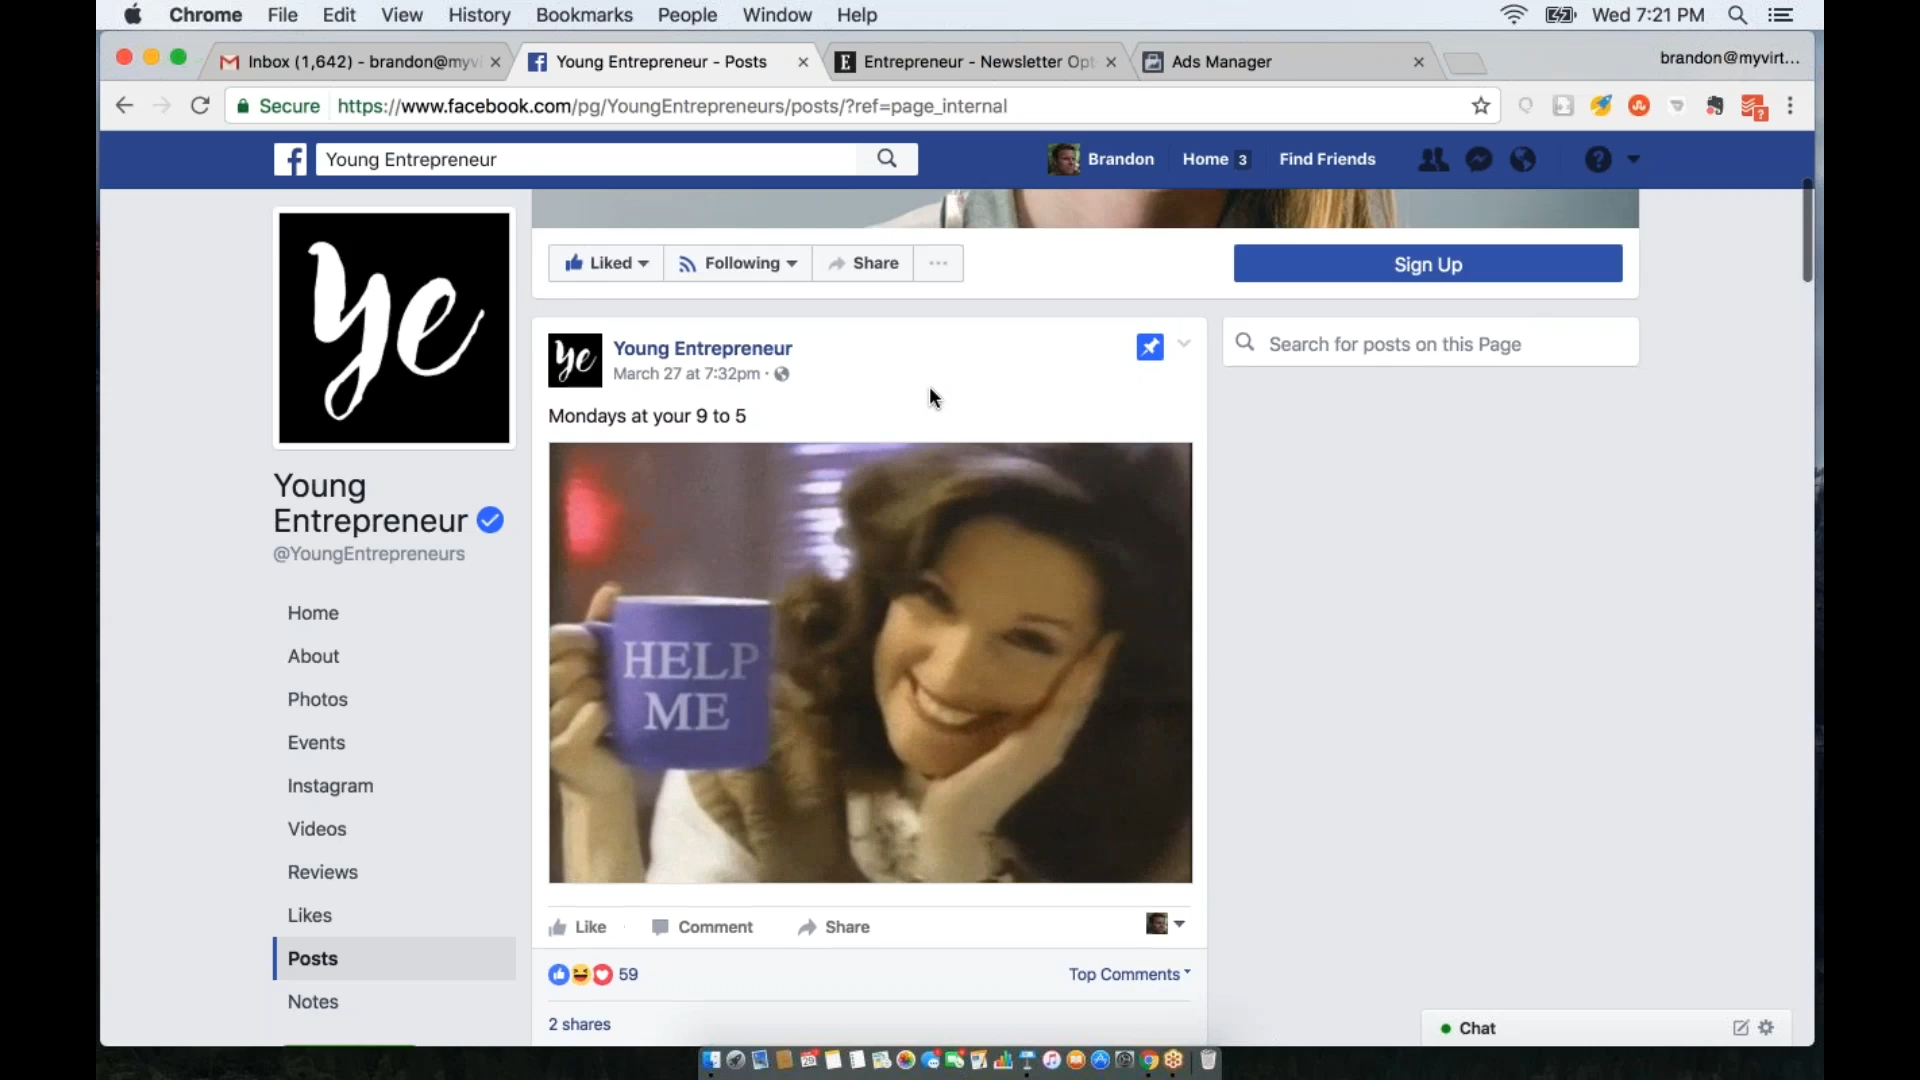 Chrome File Edit View History Bookmarks People Window Help Wed 7:21 PM
Inbox (1,642) - brandon@myvi Young Entrepreneur - Posts Entrepreneur - Newsletter Opt Ads Manager brandon@myvirt...
Secure https://www.facebook.com/pg/YoungEntrepreneurs/posts/?ref=page_internal
Young Entrepreneur Brandon Home 3 Find Friends
Liked Following Share Sign Up
ye
ye
Young Entrepreneur
March 27 at 7:32pm
Search for posts on this Page
Mondays at your 9 to 5
HELP
ME
Young
Entrepreneur
@YoungEntrepreneurs
Home
About
Photos
Events
Instagram
Videos
Reviews
Likes
Posts
Notes
Like Comment Share
59 Top Comments
2 shares
Chat